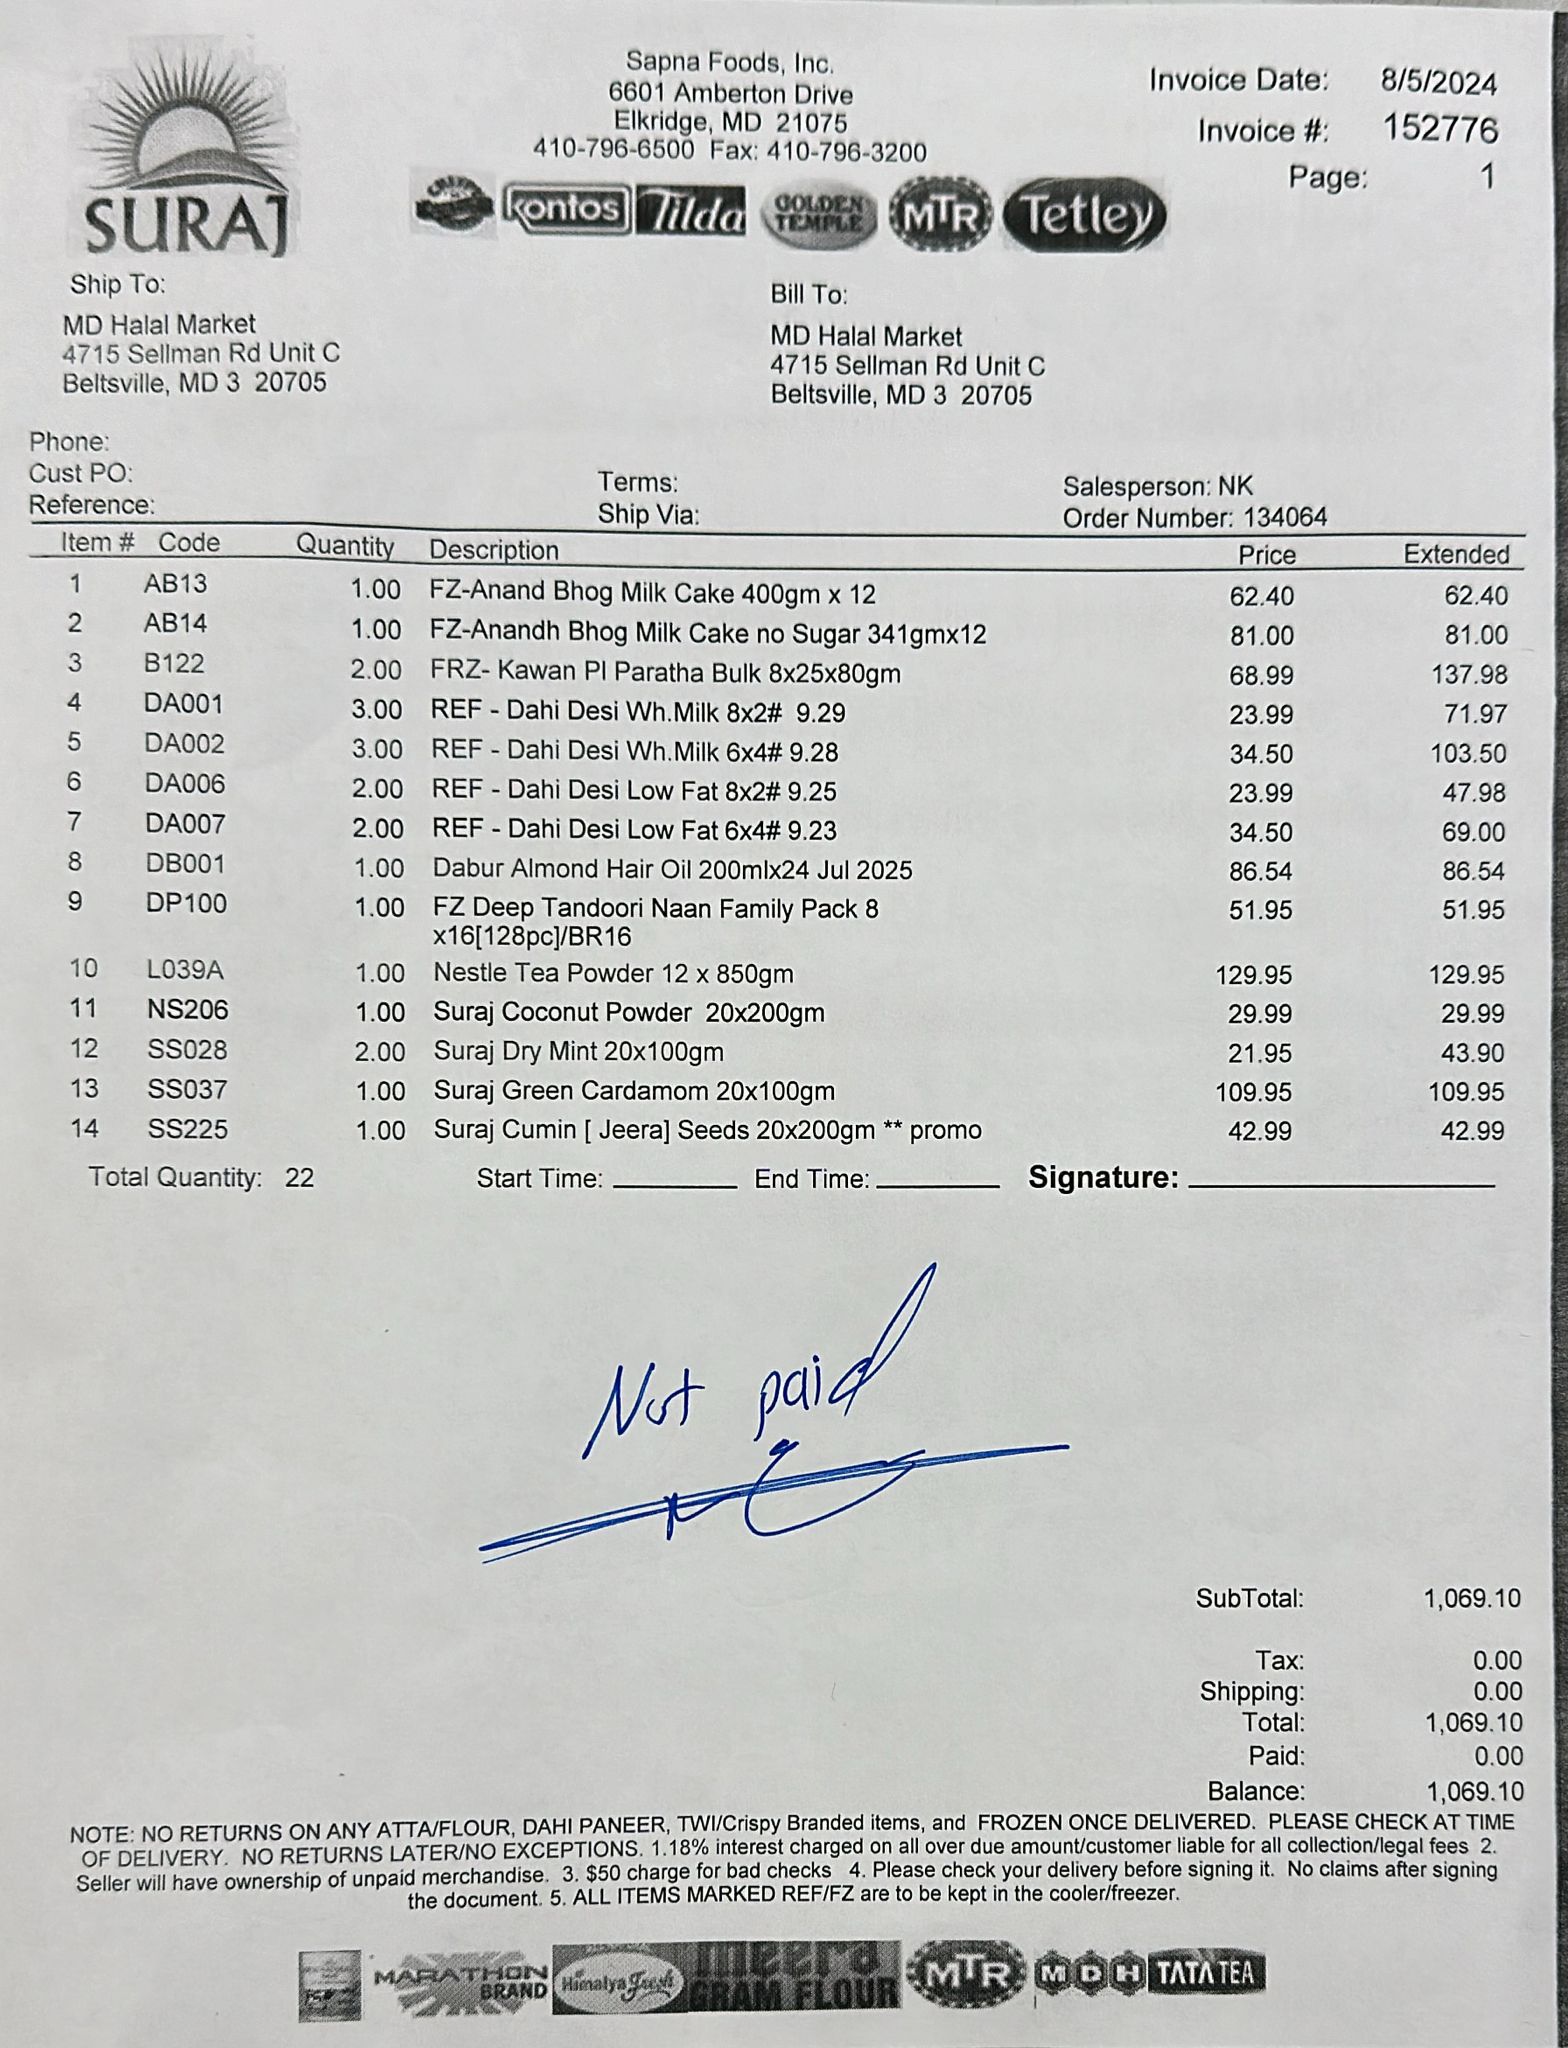 SURAJ
Sapna Foods, Inc.
6601 Amberton Drive
Elkridge, MD 21075
410-796-6500 Fax: 410-796-3200
Invoice Date: 8/5/2024
Invoice #: 152776
Page: 1
kontos Tilda GOLDEN TEMPLE MTR Tetley
Ship To:
MD Halal Market
4715 Sellman Rd Unit C
Beltsville, MD 3 20705
Bill To:
MD Halal Market
4715 Sellman Rd Unit C
Beltsville, MD 3 20705
Phone:
Cust PO:
Reference:
Terms:
Ship Via:
Salesperson: NK
Order Number: 134064
Item # Code Quantity Description Price Extended
1 AB13 1.00 FZ-Anand Bhog Milk Cake 400gm x 12 62.40 62.40
2 AB14 1.00 FZ-Anandh Bhog Milk Cake no Sugar 341gmx12 81.00 81.00
3 B122 2.00 FRZ- Kawan Pl Paratha Bulk 8x25x80gm 68.99 137.98
4 DA001 3.00 REF - Dahi Desi Wh.Milk 8x2# 9.29 23.99 71.97
5 DA002 3.00 REF - Dahi Desi Wh.Milk 6x4# 9.28 34.50 103.50
6 DA006 2.00 REF - Dahi Desi Low Fat 8x2# 9.25 23.99 47.98
7 DA007 2.00 REF - Dahi Desi Low Fat 6x4# 9.23 34.50 69.00
8 DB001 1.00 Dabur Almond Hair Oil 200mlx24 Jul 2025 86.54 86.54
9 DP100 1.00 FZ Deep Tandoori Naan Family Pack 8 51.95 51.95
x16[128pc]/BR16
10 L039A 1.00 Nestle Tea Powder 12 x 850gm 129.95 129.95
11 NS206 1.00 Suraj Coconut Powder 20x200gm 29.99 29.99
12 SS028 2.00 Suraj Dry Mint 20x100gm 21.95 43.90
13 SS037 1.00 Suraj Green Cardamom 20x100gm 109.95 109.95
14 SS225 1.00 Suraj Cumin [ Jeera] Seeds 20x200gm ** promo 42.99 42.99
Total Quantity: 22 Start Time: End Time: Signature:
Not paid
SubTotal: 1,069.10
Tax: 0.00
Shipping: 0.00
Total: 1,069.10
Paid: 0.00
Balance: 1,069.10
NOTE: NO RETURNS ON ANY ATTA/FLOUR, DAHI PANEER, TWI/Crispy Branded items, and FROZEN ONCE DELIVERED. PLEASE CHECK AT TIME
OF DELIVERY. NO RETURNS LATER/NO EXCEPTIONS. 1.18% interest charged on all over due amount/customer liable for all collection/legal fees 2.
Seller will have ownership of unpaid merchandise. 3. $50 charge for bad checks 4. Please check your delivery before signing it. No claims after signing
the document. 5. ALL ITEMS MARKED REF/FZ are to be kept in the cooler/freezer.
MARATHON BRAND Himalya Fresh meera GRAM FLOUR MTR MDH TATA TEA